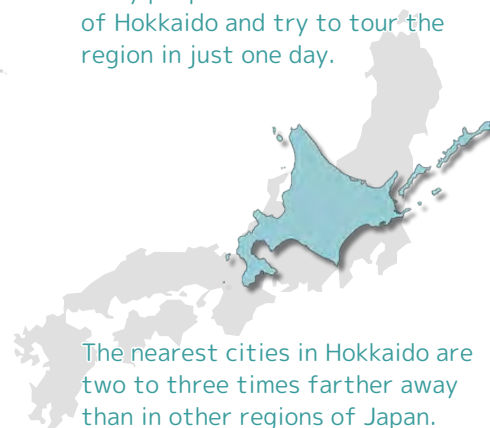 of Hokkaido and try to tour the
region in just one day.
The nearest cities in Hokkaido are
two to three times farther away
than in other regions of Japan.